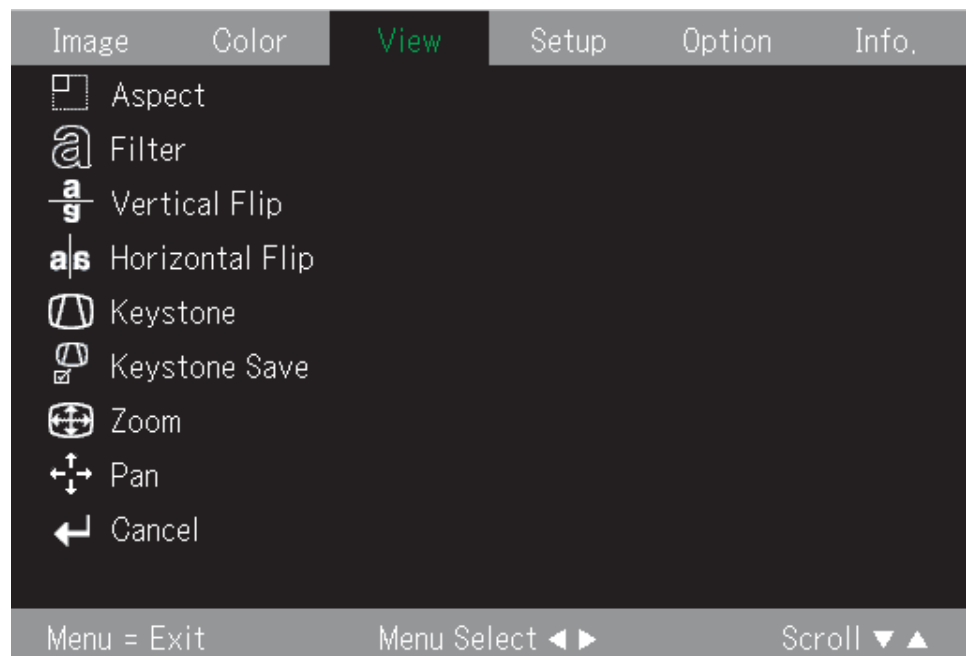 Image Color View Setup Option Info.
Aspect
a Filter
a Vertical Flip
a|s Horizontal Flip
Keystone
Keystone Save
Zoom
Pan
Cancel
Menu = Exit Menu Select ◀ ▶ Scroll ▼ ▲